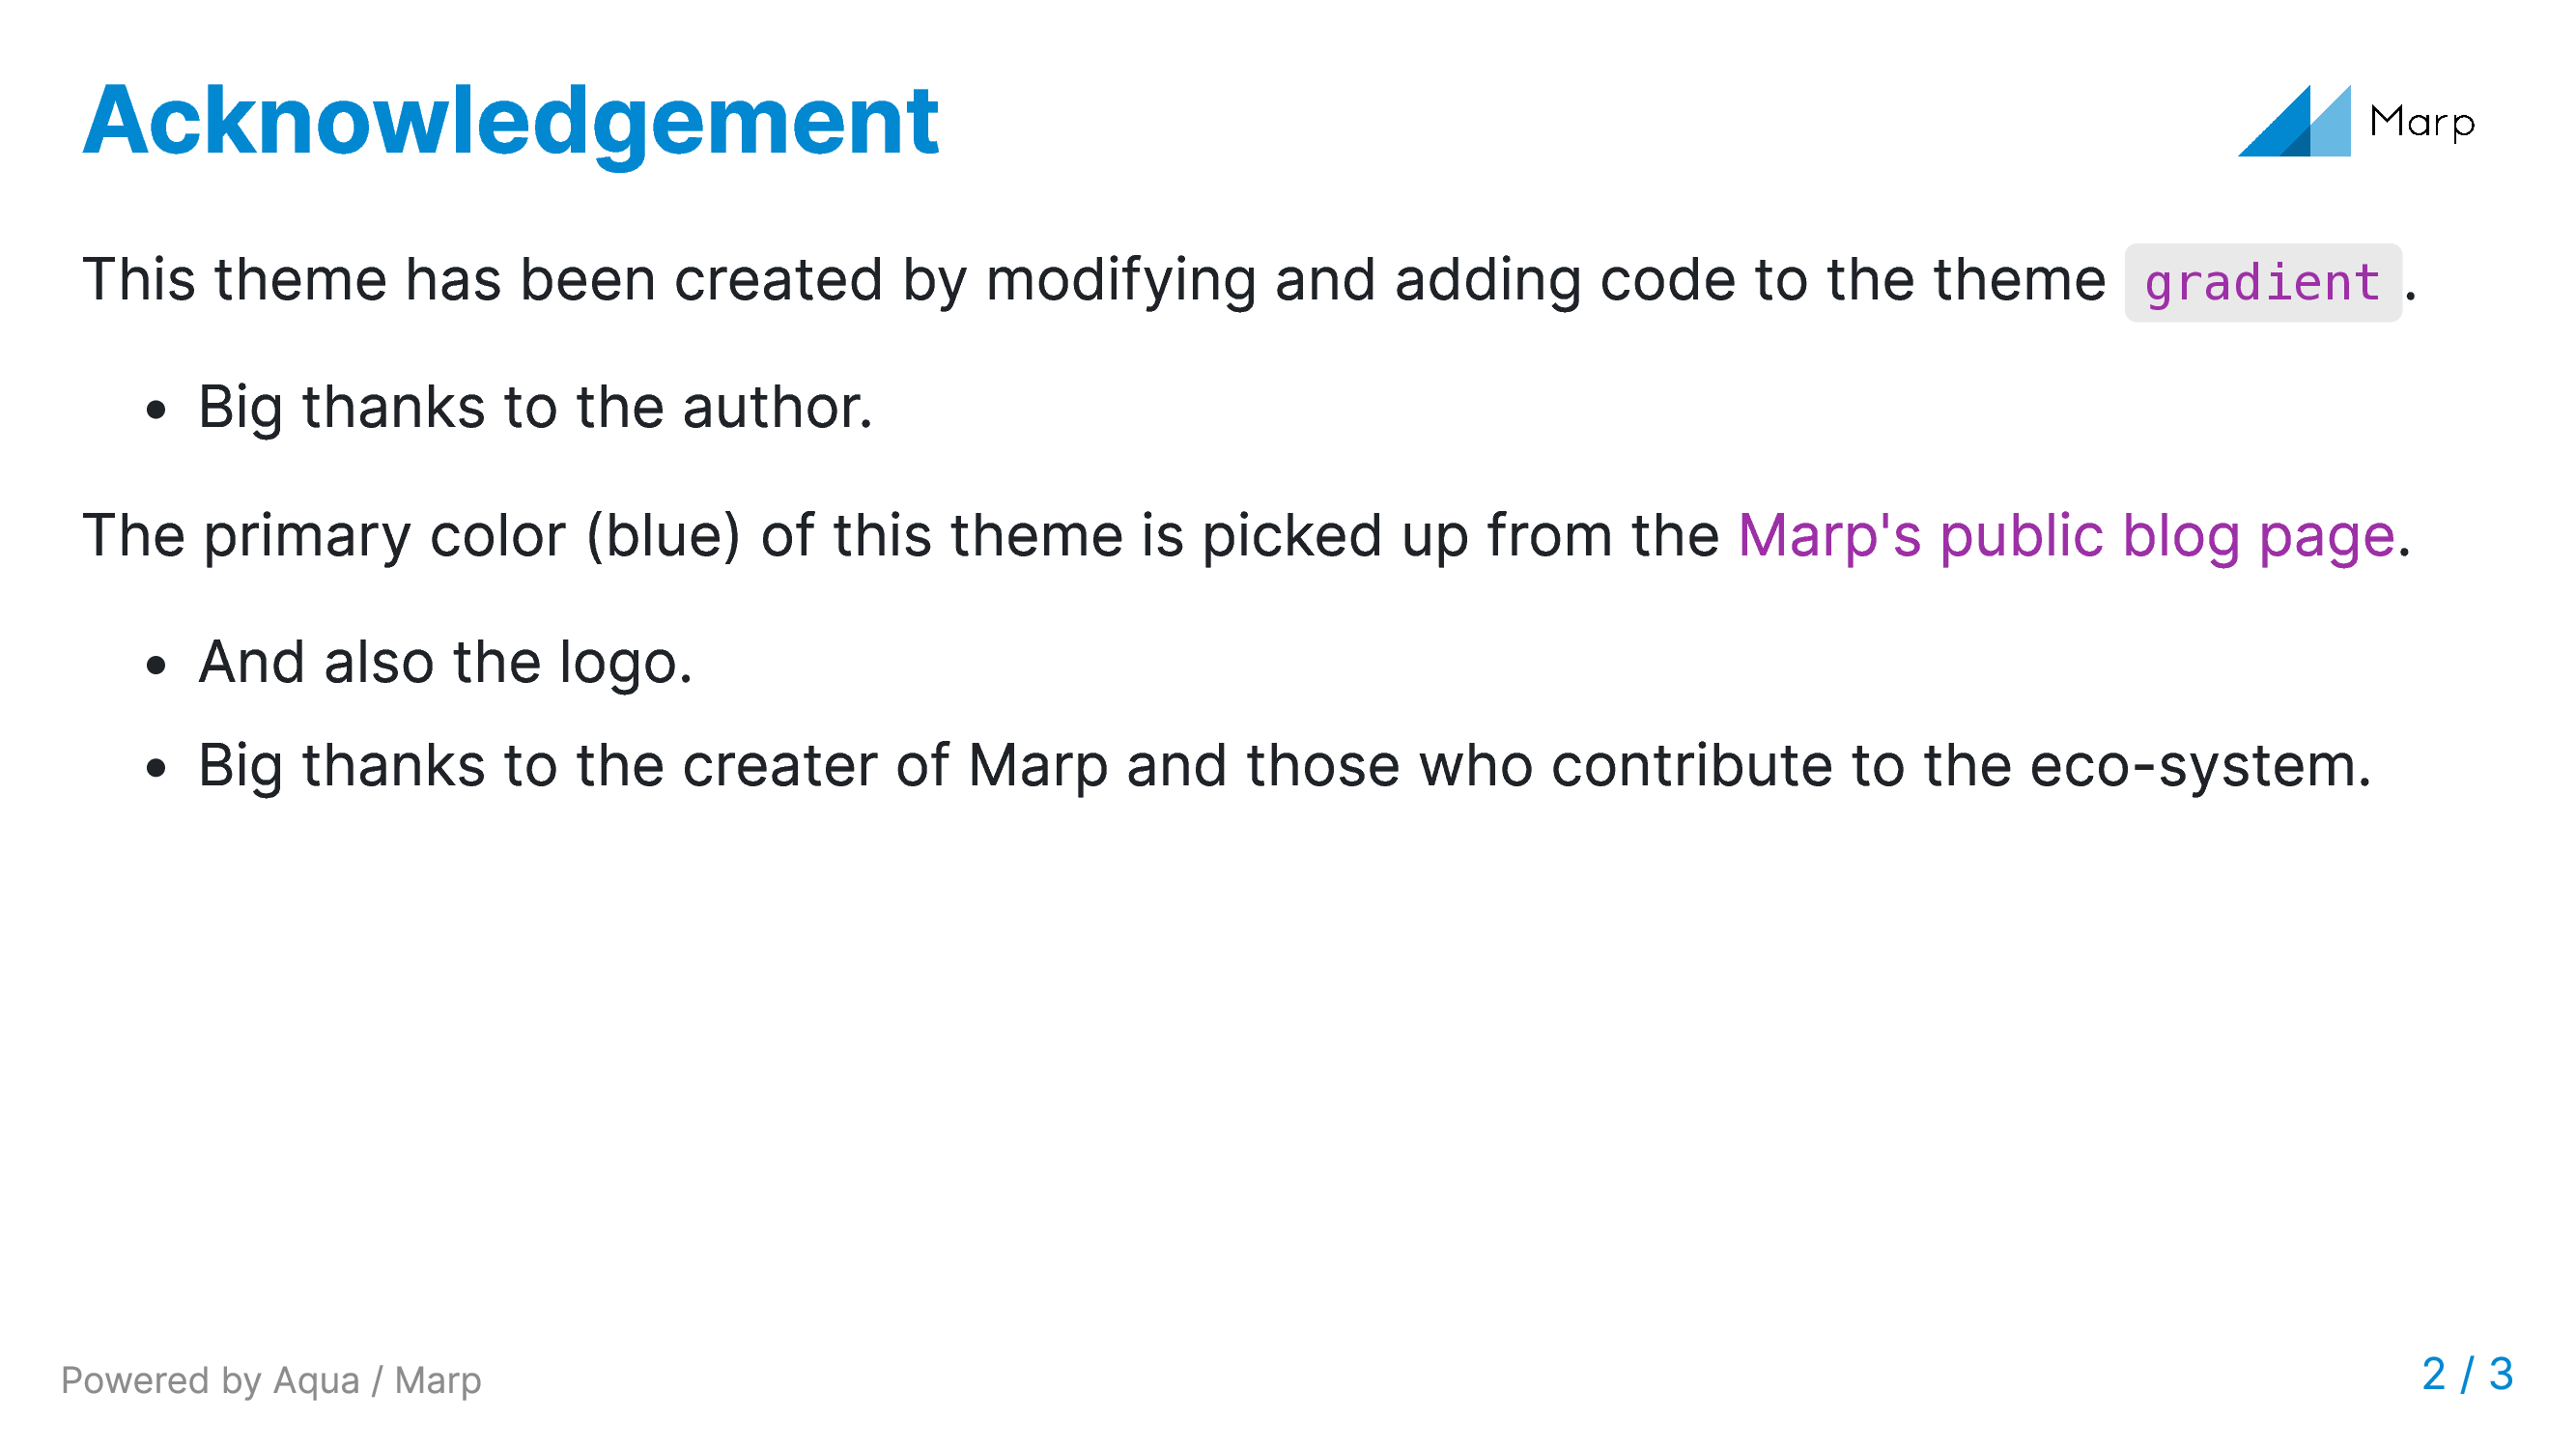 Acknowledgement
Marp
This theme has been created by modifying and adding code to the theme gradient.
• Big thanks to the author.
The primary color (blue) of this theme is picked up from the Marp's public blog page.
• And also the logo.
• Big thanks to the creater of Marp and those who contribute to the eco-system.
Powered by Aqua / Marp
2 / 3